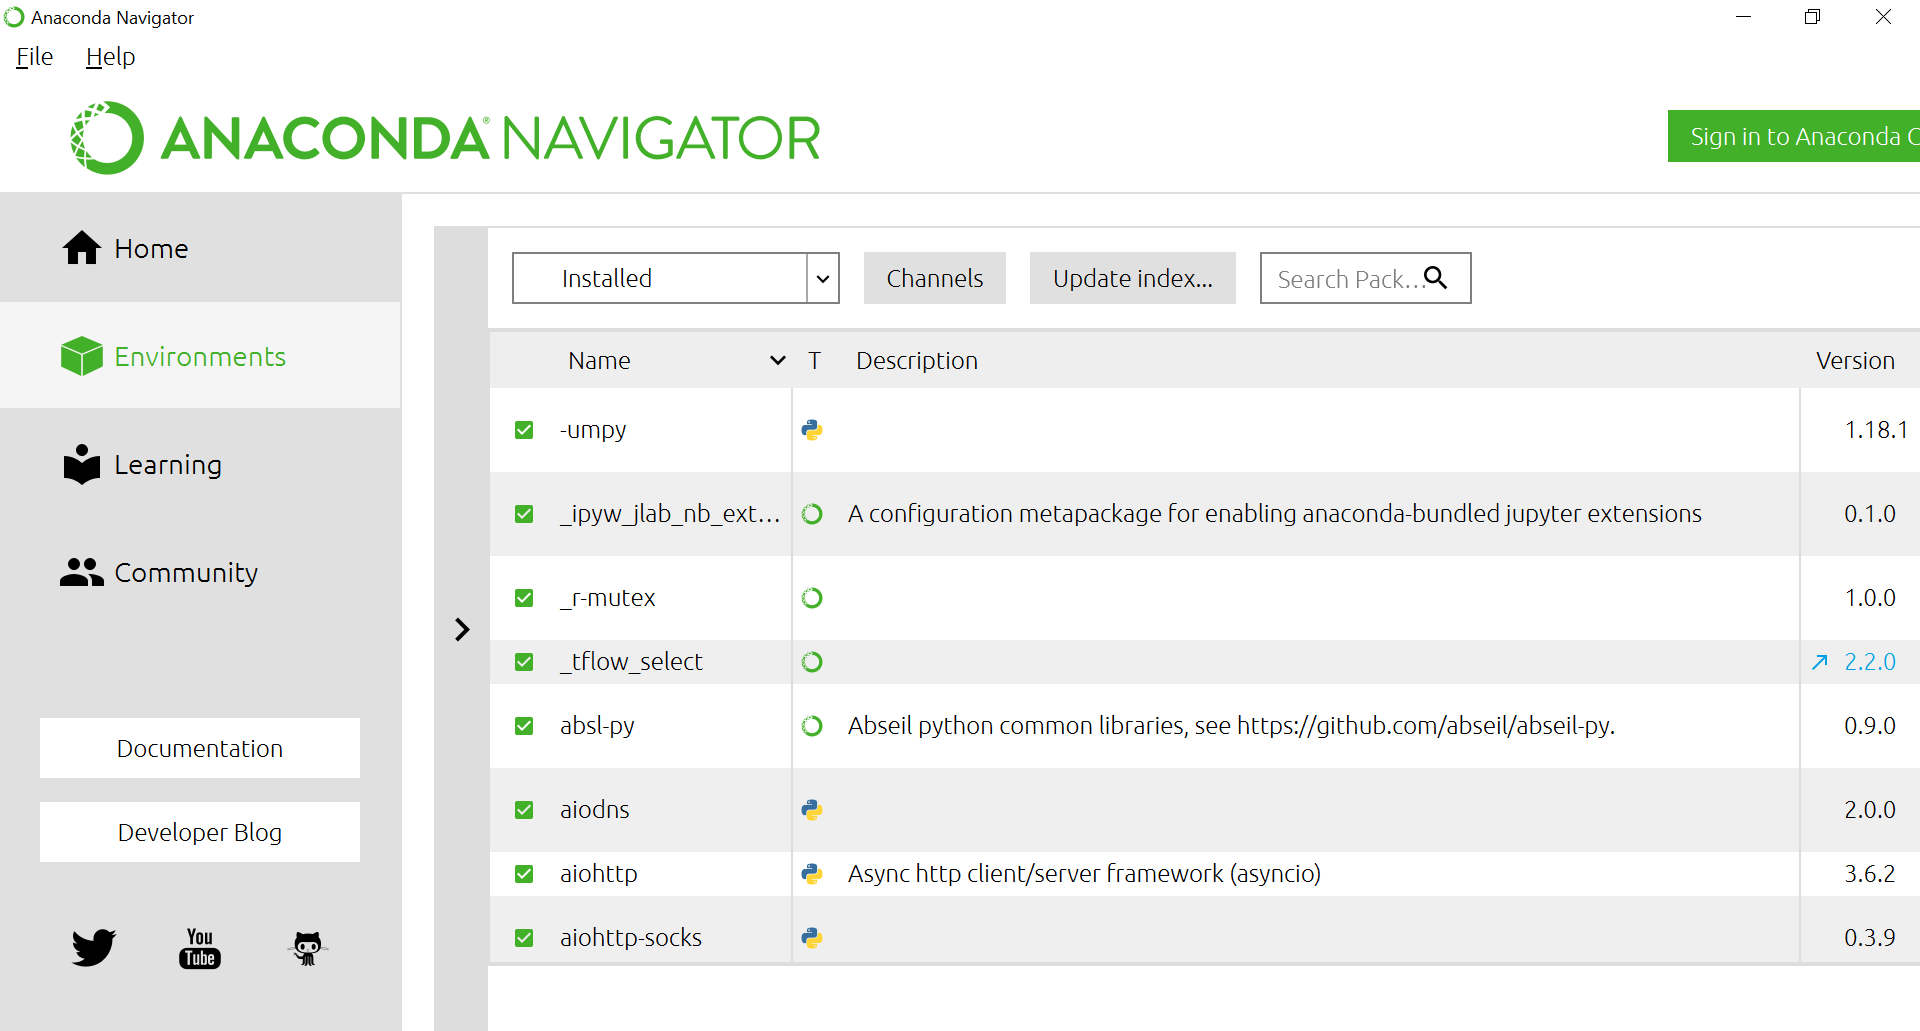 Anaconda Navigator
File Help
ANACONDA® NAVIGATOR
Sign in to Anaconda C
Home
Environments
Learning
Community
Documentation
Developer Blog
You
Tube
Installed
Channels
Update index...
Search Pack...
Name T Description Version
-umpy 1.18.1
_ipyw_jlab_nb_ext... A configuration metapackage for enabling anaconda-bundled jupyter extensions 0.1.0
_r-mutex 1.0.0
_tflow_select 2.2.0
absl-py Abseil python common libraries, see https://github.com/abseil/abseil-py. 0.9.0
aiodns 2.0.0
aiohttp Async http client/server framework (asyncio) 3.6.2
aiohttp-socks 0.3.9